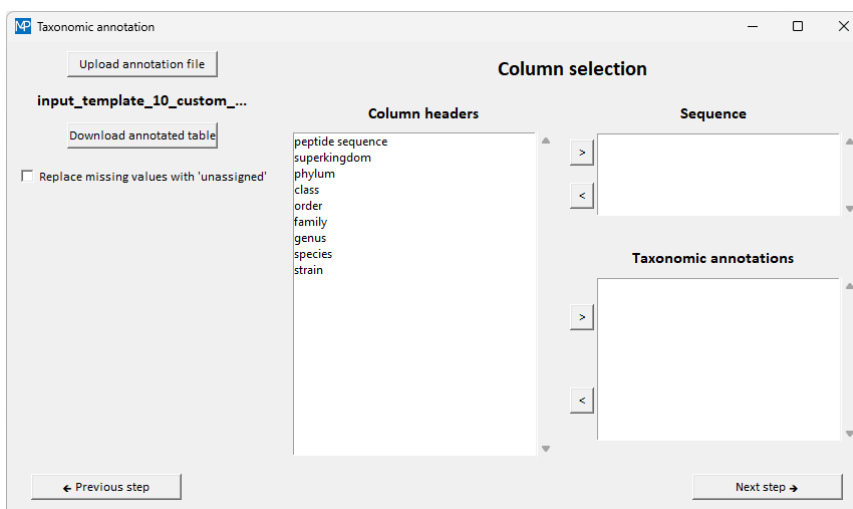 MP Taxonomic annotation
Upload annotation file
input_template_10_custom_...
Download annotated table
Replace missing values with 'unassigned'
Column selection
Column headers
peptide sequence
superkingdom
phylum
class
order
family
genus
species
strain
Sequence
>
<
Taxonomic annotations
>
<
← Previous step
Next step →